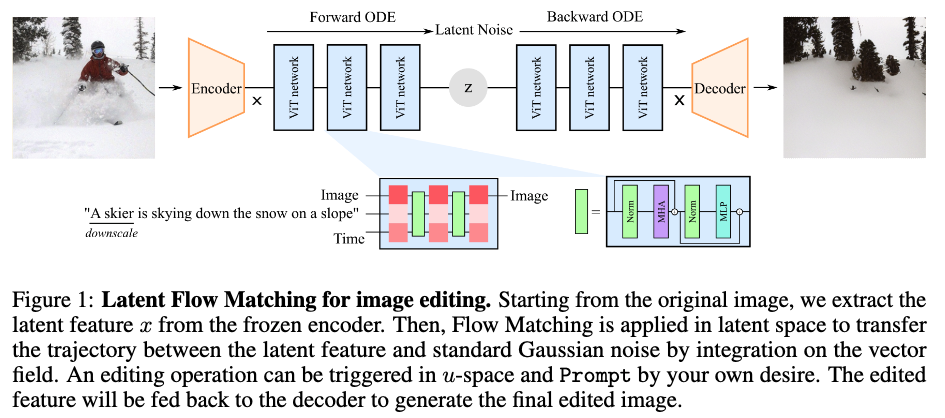 Forward ODE
Latent Noise
Backward ODE
Encoder
x
ViT network
ViT network
ViT network
z
ViT network
ViT network
ViT network
x
Decoder
Image
Image
"A skier is skying down the snow on a slope"
downscale
Time
=
Norm
MHA
Norm
MLP
Figure 1: Latent Flow Matching for image editing. Starting from the original image, we extract the
latent feature x from the frozen encoder. Then, Flow Matching is applied in latent space to transfer
the trajectory between the latent feature and standard Gaussian noise by integration on the vector
field. An editing operation can be triggered in u-space and Prompt by your own desire. The edited
feature will be fed back to the decoder to generate the final edited image.